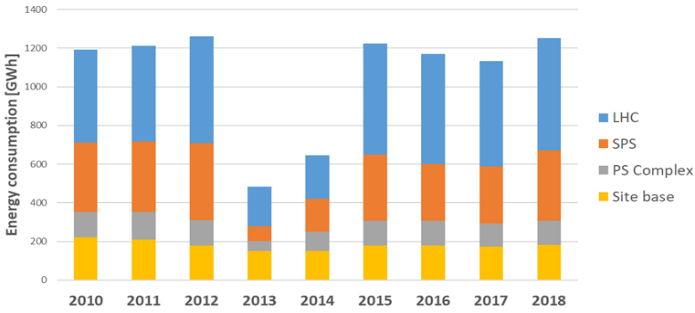 Energy consumption [GWh]
1400
1200
1000
800
600
400
200
0
2010 2011 2012 2013 2014 2015 2016 2017 2018
LHC
SPS
PS Complex
Site base